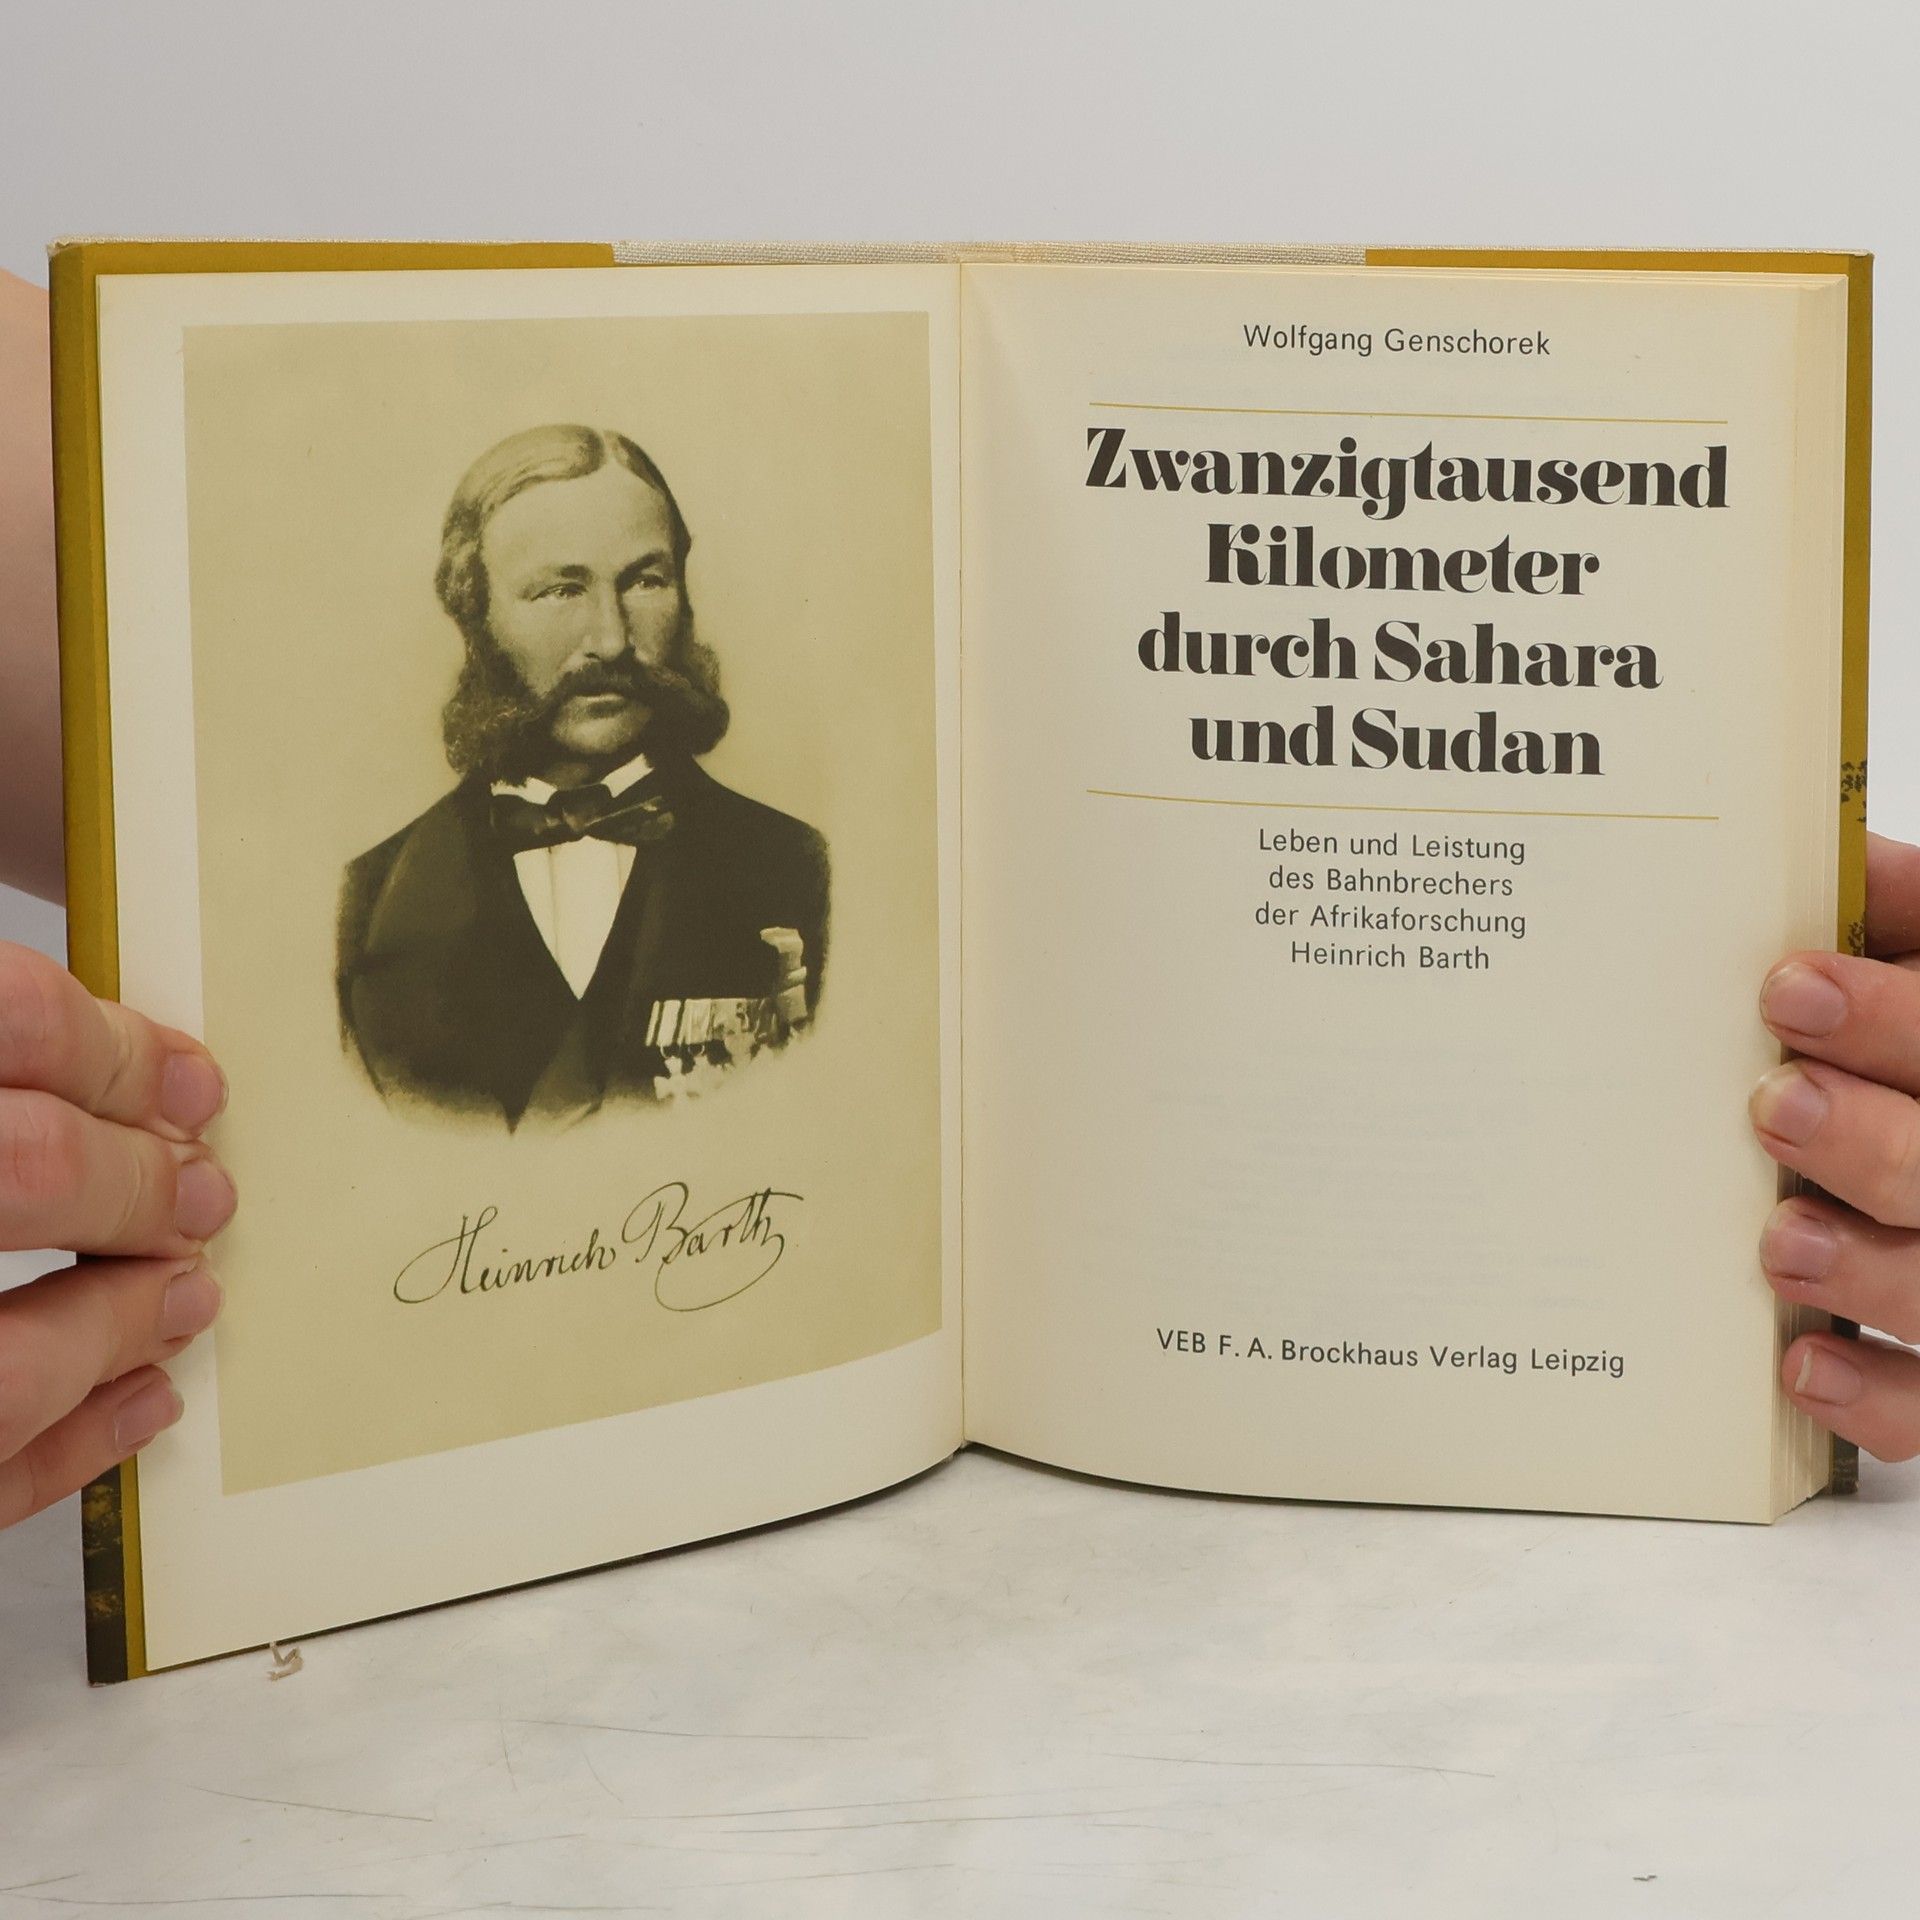 Heinrich Barth
Wolfgang Genschorek
Zwanzigtausend
Kilometer
durch Sahara
und Sudan
Leben und Leistung
des Bahnbrechers
der Afrikaforschung
Heinrich Barth
VEB F. A. Brockhaus Verlag Leipzig